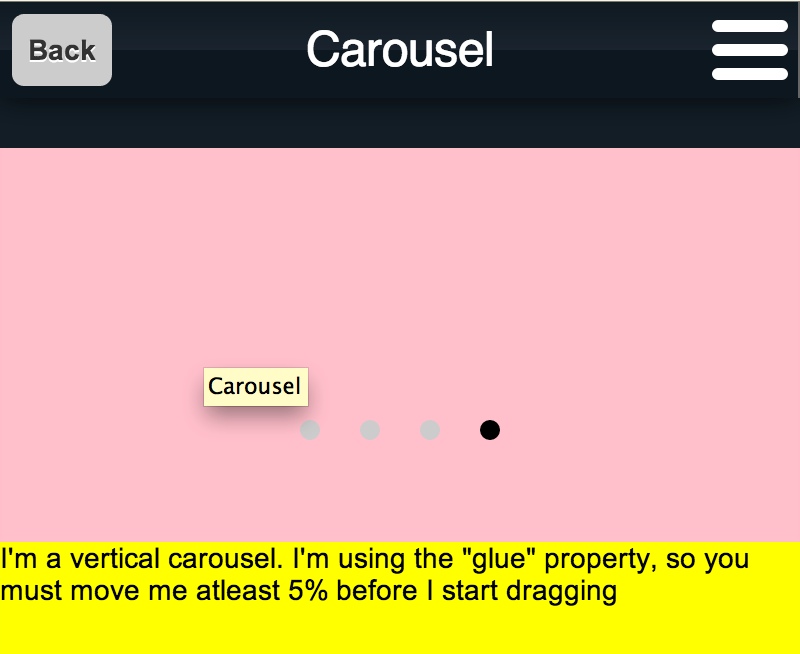 Back
Carousel
Carousel
I'm a vertical carousel. I'm using the "glue" property, so you
must move me atleast 5% before I start dragging